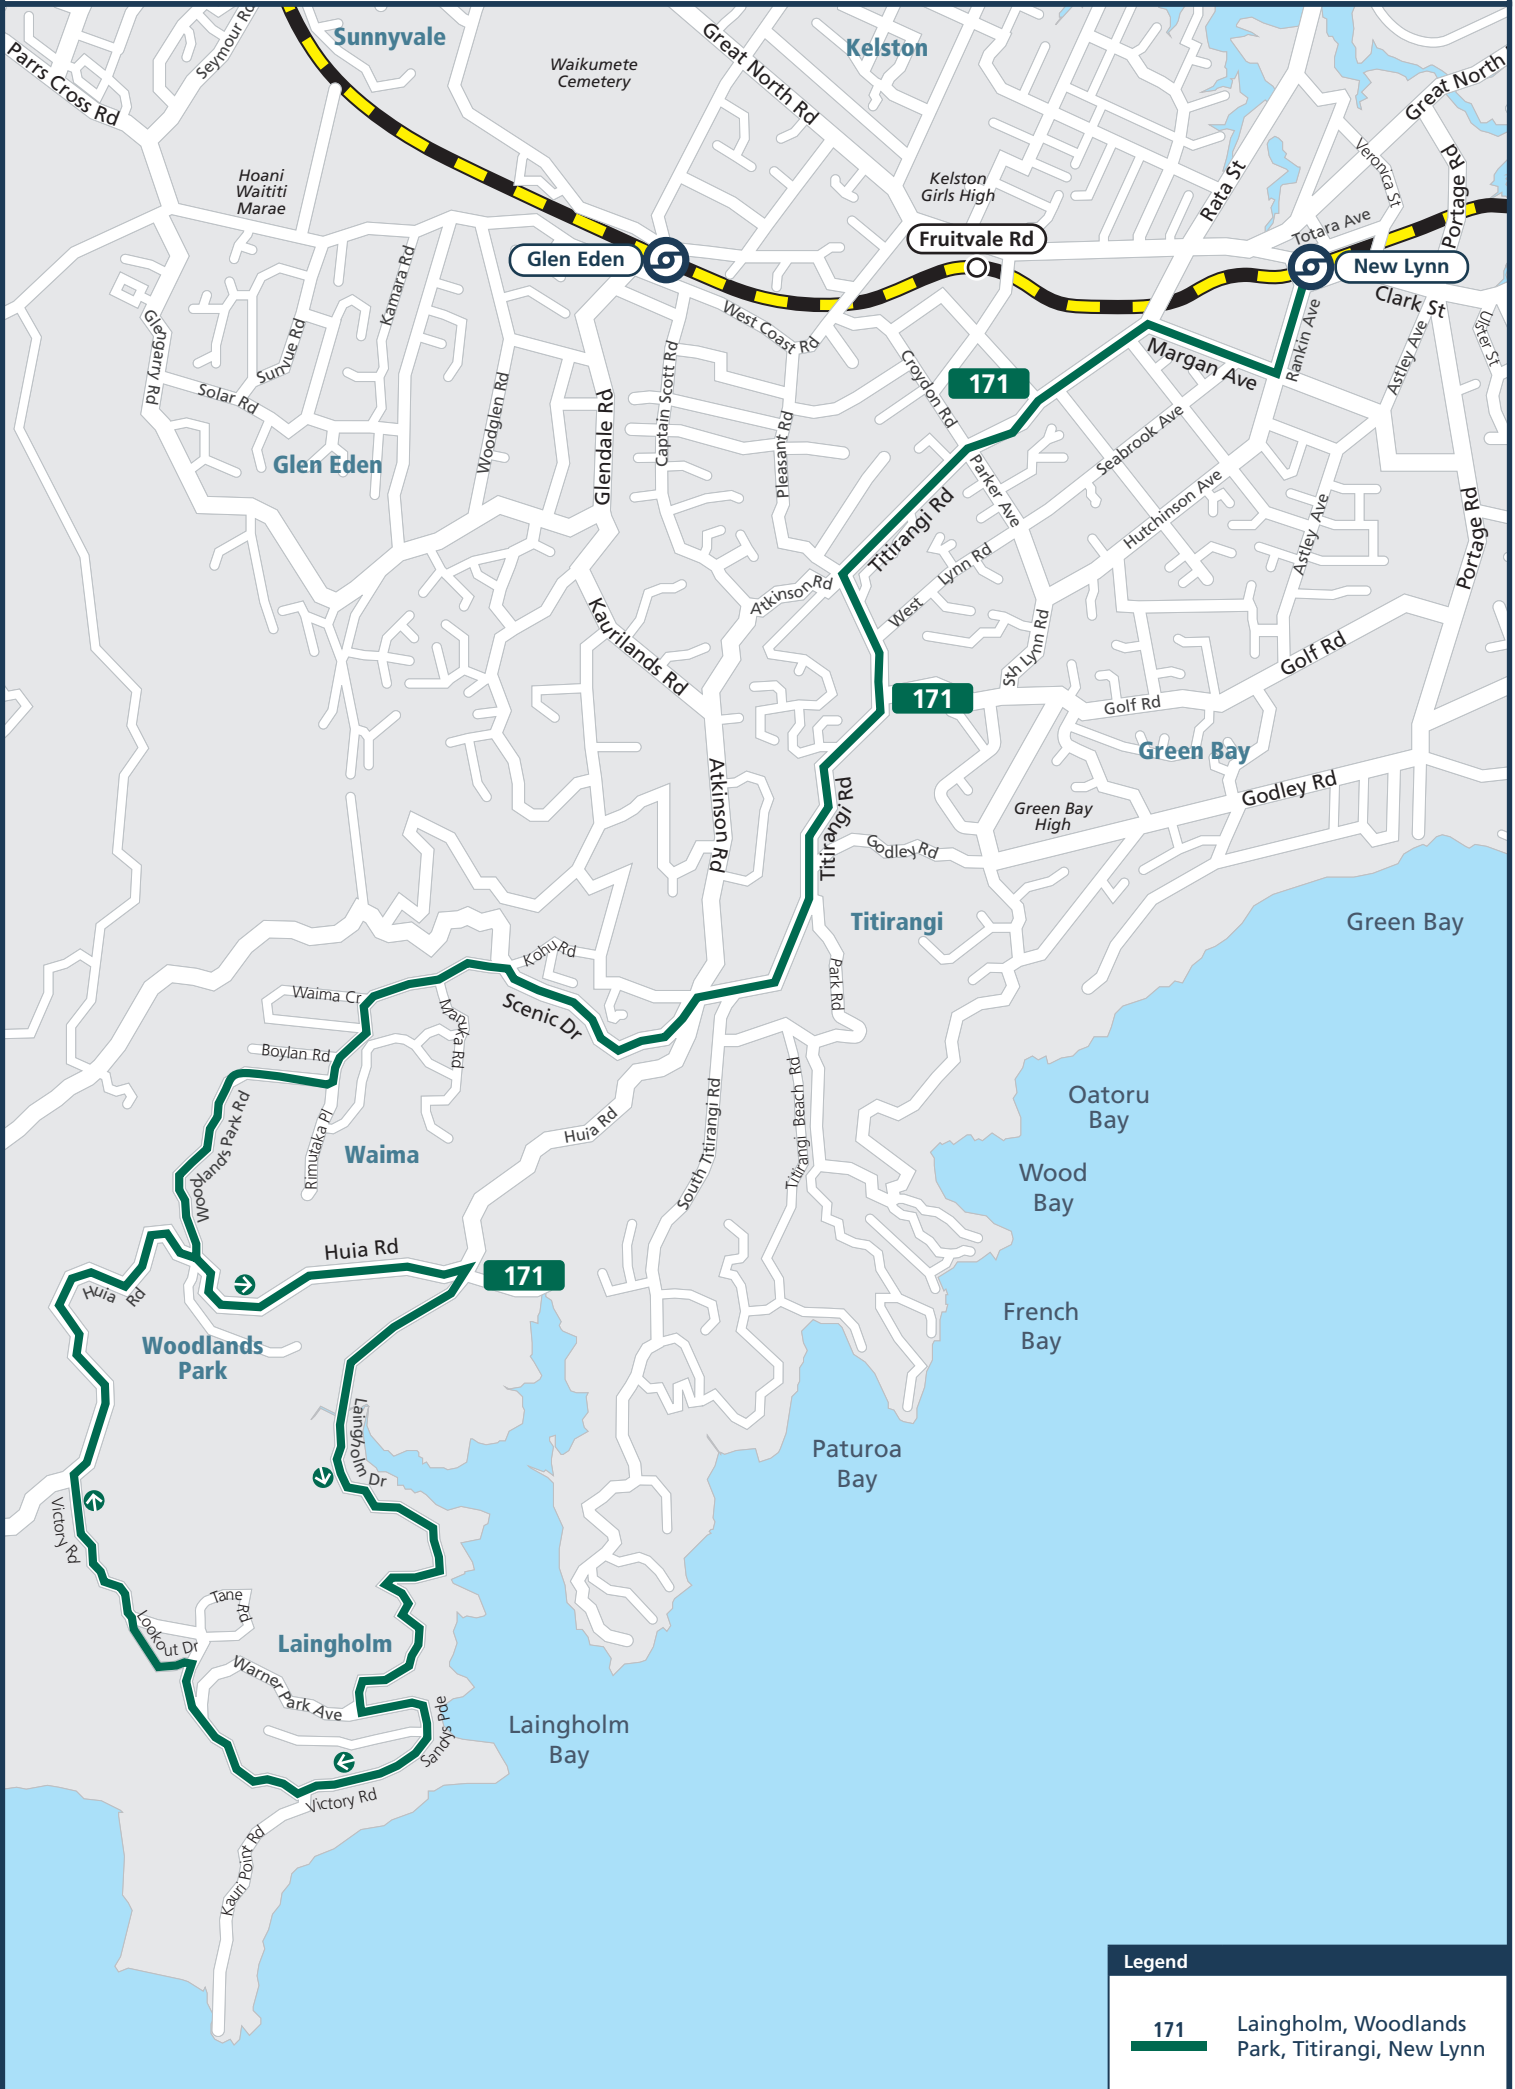 Sunnyvale
Seymour Rd
Parrs Cross Rd
Waikumete
Cemetery
Great North Rd
Kelston
Great North
Hoani
Waititi
Marae
Kelston
Girls High
Rata St
Veronica St
Portage Rd
Totara Ave
Portage Rd
Fruitvale Rd
Glen Eden
New Lynn
Clark St
Ulster St
Kamara Rd
Glengarry Rd
Sunvue Rd
Solar Rd
West Coast Rd
Rankin Ave
Astley Ave
Margan Ave
Croydon Rd
171
Captain Scott Rd
Woodglen Rd
Glendale Rd
Pleasant Rd
Glen Eden
Seabrook Ave
Parker Ave
Hutchinson Ave
Titirangi Rd
Astley Ave
Portage Rd
West Lynn Rd
Atkinson Rd
Kaurilands Rd
Sth Lynn Rd
Golf Rd
171
Golf Rd
Green Bay
Atkinson Rd
Titirangi Rd
Godley Rd
Green Bay
High
Godley Rd
Titirangi
Green Bay
Kohu Rd
Park Rd
Waima Cr
Scenic Dr
Manuka Rd
Boylan Rd
Woodlands Park Rd
Rimutaka Pl
Waima
Huia Rd
South Titirangi Rd
Titirangi Beach Rd
Oatoru
Bay
Wood
Bay
Huia Rd
171
Huia Rd
French
Bay
Woodlands
Park
Laingholm Dr
Paturoa
Bay
Victory Rd
Tane Rd
Lookout Dr
Laingholm
Warner Park Ave
Sandys Pde
Laingholm
Bay
Victory Rd
Kauri Point Rd
Legend
171
Laingholm, Woodlands
Park, Titirangi, New Lynn